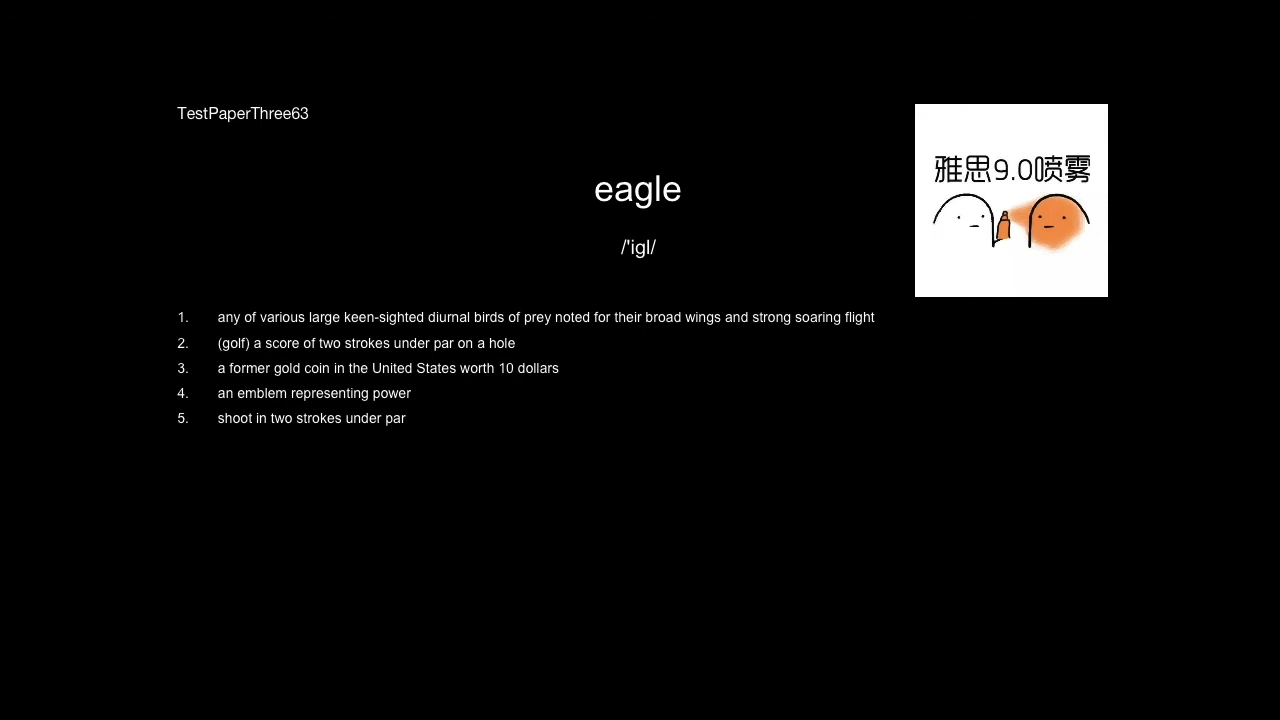 TestPaperThree63
雅思9.0喷雾
eagle
/'igl/
1. any of various large keen-sighted diurnal birds of prey noted for their broad wings and strong soaring flight
2. (golf) a score of two strokes under par on a hole
3. a former gold coin in the United States worth 10 dollars
4. an emblem representing power
5. shoot in two strokes under par